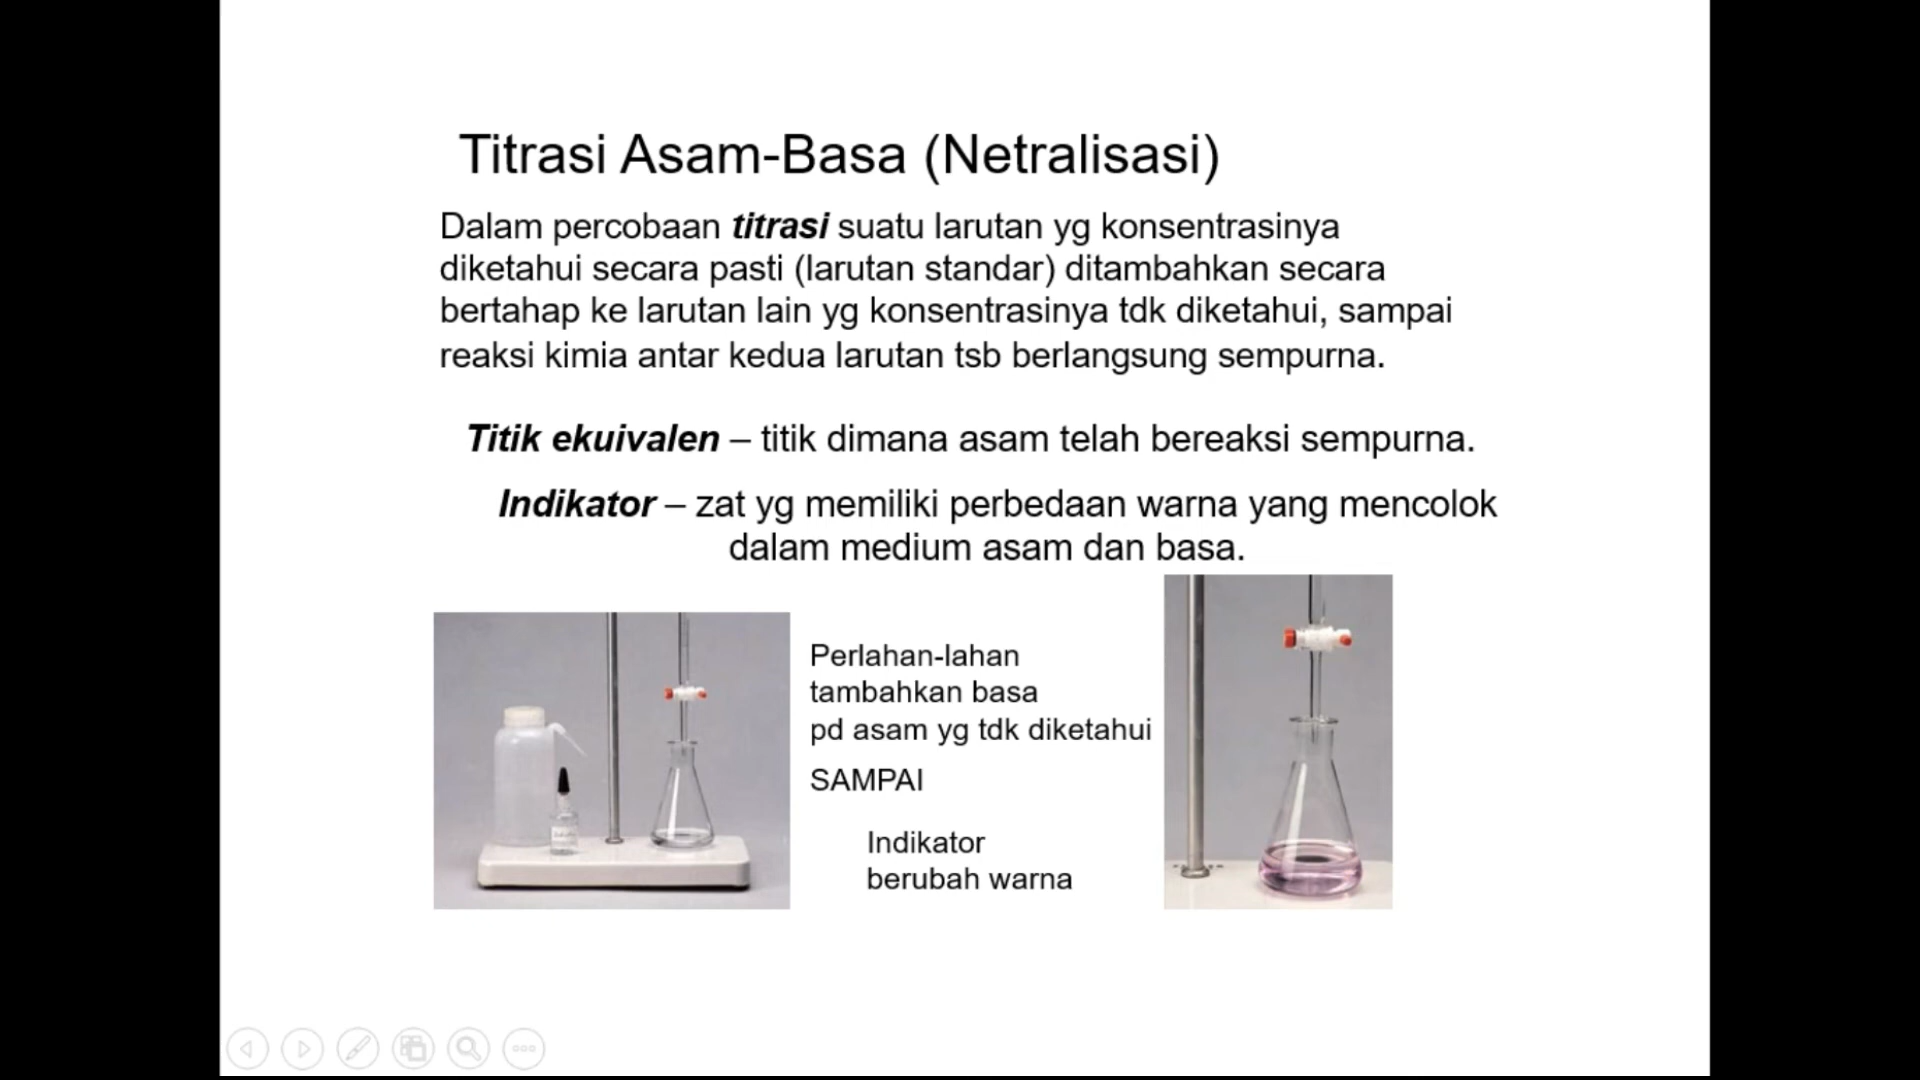 Titrasi Asam-Basa (Netralisasi)
Dalam percobaan titrasi suatu larutan yg konsentrasinya
diketahui secara pasti (larutan standar) ditambahkan secara
bertahap ke larutan lain yg konsentrasinya tdk diketahui, sampai
reaksi kimia antar kedua larutan tsb berlangsung sempurna.
Titik ekuivalen – titik dimana asam telah bereaksi sempurna.
Indikator – zat yg memiliki perbedaan warna yang mencolok
dalam medium asam dan basa.
Perlahan-lahan
tambahkan basa
pd asam yg tdk diketahui
SAMPAI
Indikator
berubah warna